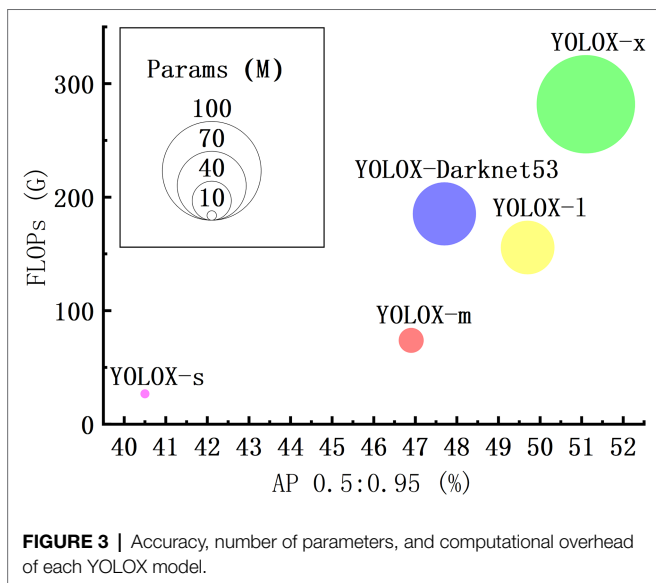 YOLOX-x
Params (M)
100
70
40
10
YOLOX-Darknet53
YOLOX-l
YOLOX-m
YOLOX-s
FLOPs (G)
300
200
100
0
40 41 42 43 44 45 46 47 48 49 50 51 52
AP 0.5:0.95 (%)
FIGURE 3 | Accuracy, number of parameters, and computational overhead
of each YOLOX model.